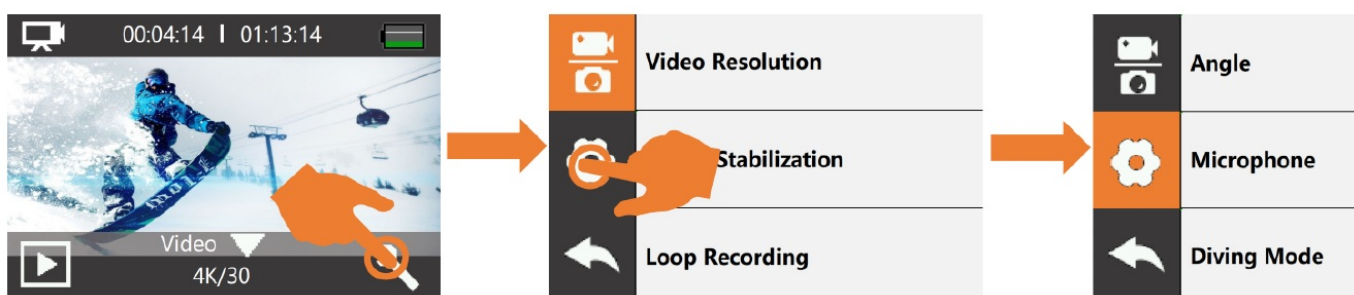 00:04:14 | 01:13:14
Video
4K/30
Video Resolution
Stabilization
Loop Recording
Angle
Microphone
Diving Mode